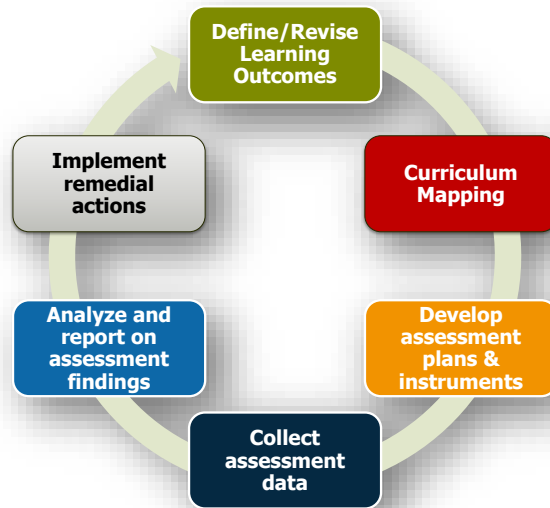 Define/Revise
Learning
Outcomes
Curriculum
Mapping
Develop
assessment
plans &
instruments
Collect
assessment
data
Analyze and
report on
assessment
findings
Implement
remedial
actions